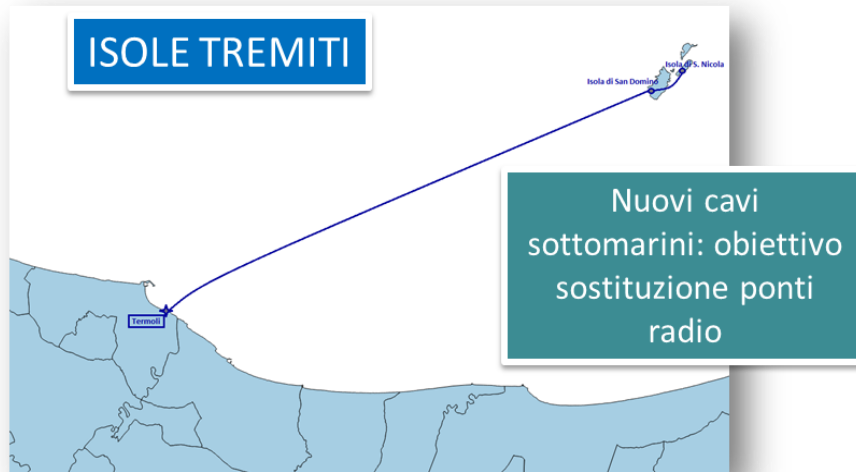 ISOLE TREMITI
Isola di S. Nicola
Isola di San Domino
Nuovi cavi
sottomarini: obiettivo
sostituzione ponti
radio
Termoli